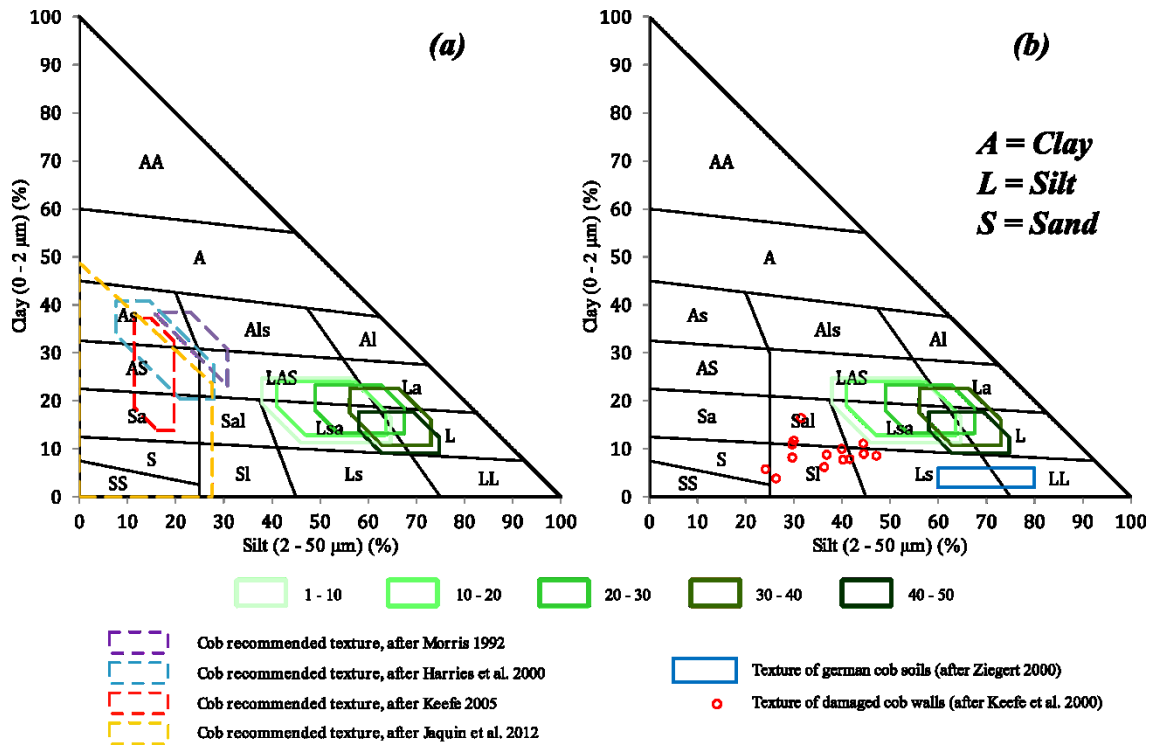 (a)
Clay (0 - 2 µm) (%)
100
90
80
70
60
50
40
30
20
10
0
AA
A
As
Als
Al
AS
LAS
La
Sa
Sal
Lsa
L
S
Sl
Ls
LL
SS
0 10 20 30 40 50 60 70 80 90 100
Silt (2 - 50 µm) (%)
(b)
A = Clay
L = Silt
S = Sand
Clay (0 - 2 µm) (%)
100
90
80
70
60
50
40
30
20
10
0
AA
A
As
Als
Al
AS
LAS
La
Sa
Sal
Lsa
L
S
Sl
Ls
LL
SS
0 10 20 30 40 50 60 70 80 90 100
Silt (2 - 50 µm) (%)
1 - 10 10 - 20 20 - 30 30 - 40 40 - 50
Cob recommended texture, after Morris 1992
Cob recommended texture, after Harries et al. 2000
Cob recommended texture, after Keefe 2005
Cob recommended texture, after Jaquin et al. 2012
Texture of german cob soils (after Ziegert 2000)
Texture of damaged cob walls (after Keefe et al. 2000)